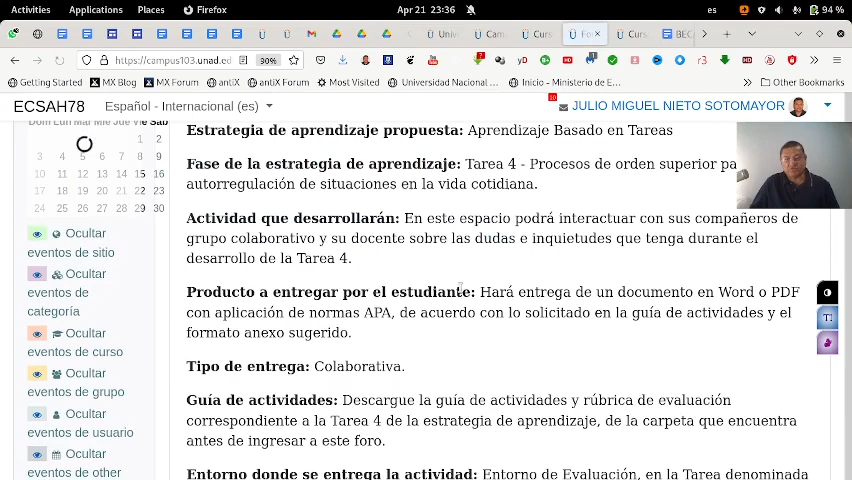 Activities Applications Places Firefox Apr 21 23:36 es 94 %
Univ Cam Curs Fo Curs BEC
https://campus103.unad.ed 90%
Getting Started MX Blog MX Forum antiX antiX Forum Most Visited Universidad Nacional ... Inicio - Ministerio de E... Other Bookmarks
ECSAH78 Español - Internacional (es) 10 JULIO MIGUEL NIETO SOTOMAYOR
Dom Lun Mar Mié Jue Vie Sáb
1 2
3 4 5 6 7 8 9
10 11 12 13 14 15 16
17 18 19 20 21 22 23
24 25 26 27 28 29 30
Ocultar
eventos de sitio
Ocultar
eventos de
categoría
Ocultar
eventos de curso
Ocultar
eventos de grupo
Ocultar
eventos de usuario
Ocultar
eventos de other
Estrategia de aprendizaje propuesta: Aprendizaje Basado en Tareas
Fase de la estrategia de aprendizaje: Tarea 4 - Procesos de orden superior pa
autorregulación de situaciones en la vida cotidiana.
Actividad que desarrollarán: En este espacio podrá interactuar con sus compañeros de
grupo colaborativo y su docente sobre las dudas e inquietudes que tenga durante el
desarrollo de la Tarea 4.
Producto a entregar por el estudiante: Hará entrega de un documento en Word o PDF
con aplicación de normas APA, de acuerdo con lo solicitado en la guía de actividades y el
formato anexo sugerido.
Tipo de entrega: Colaborativa.
Guía de actividades: Descargue la guía de actividades y rúbrica de evaluación
correspondiente a la Tarea 4 de la estrategia de aprendizaje, de la carpeta que encuentra
antes de ingresar a este foro.
Entorno donde se entrega la actividad: Entorno de Evaluación, en la Tarea denominada